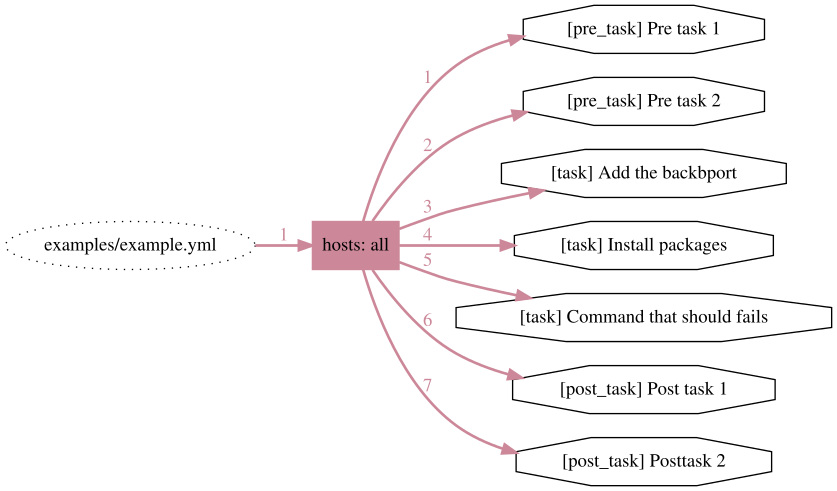 1
[pre_task] Pre task 1
2
[pre_task] Pre task 2
3
[task] Add the backbport
examples/example.yml
1
hosts: all
4
[task] Install packages
5
[task] Command that should fails
6
[post_task] Post task 1
7
[post_task] Posttask 2